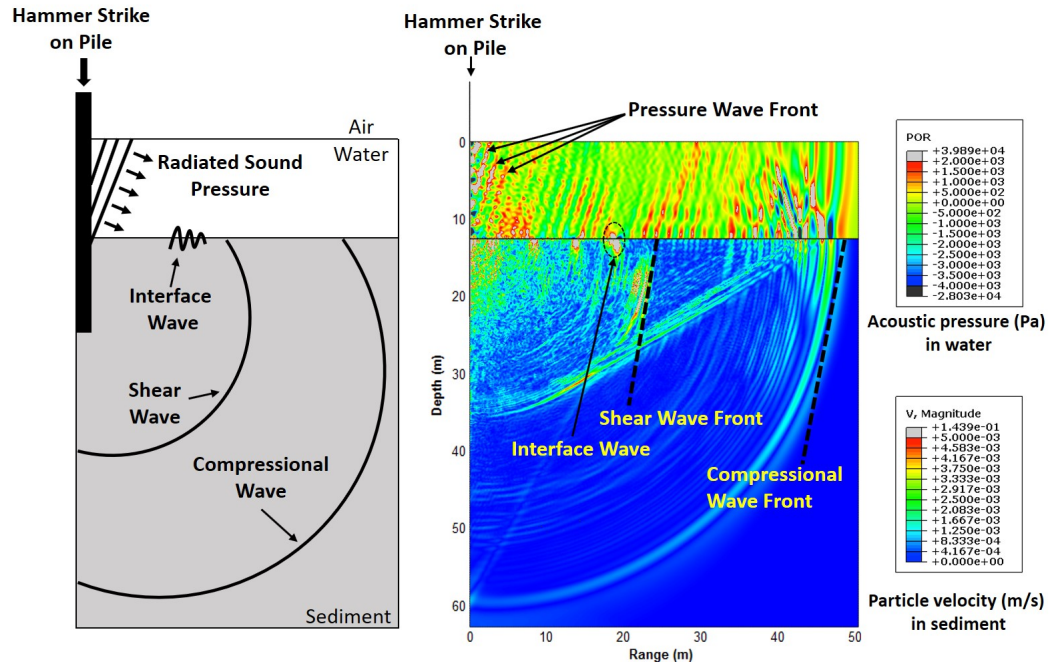 Hammer Strike
on Pile
Air
Water
Radiated Sound
Pressure
Interface
Wave
Shear
Wave
Compressional
Wave
Sediment
Hammer Strike
on Pile
Pressure Wave Front
0
10
20
30
40
50
60
Depth (m)
Shear Wave Front
Interface Wave
Compressional
Wave Front
0
10
20
30
40
50
Range (m)
POR
+3.989e+04
+2.000e+03
+1.500e+03
+1.000e+03
+5.000e+02
+0.000e+00
-5.000e+02
-1.000e+03
-1.500e+03
-2.000e+03
-2.500e+03
-3.000e+03
-3.500e+03
-4.000e+03
-2.803e+04
Acoustic pressure (Pa)
in water
V, Magnitude
+1.439e-01
+5.000e-03
+4.583e-03
+4.167e-03
+3.750e-03
+3.333e-03
+2.917e-03
+2.500e-03
+2.083e-03
+1.667e-03
+1.250e-03
+8.333e-04
+4.167e-04
+0.000e+00
Particle velocity (m/s)
in sediment